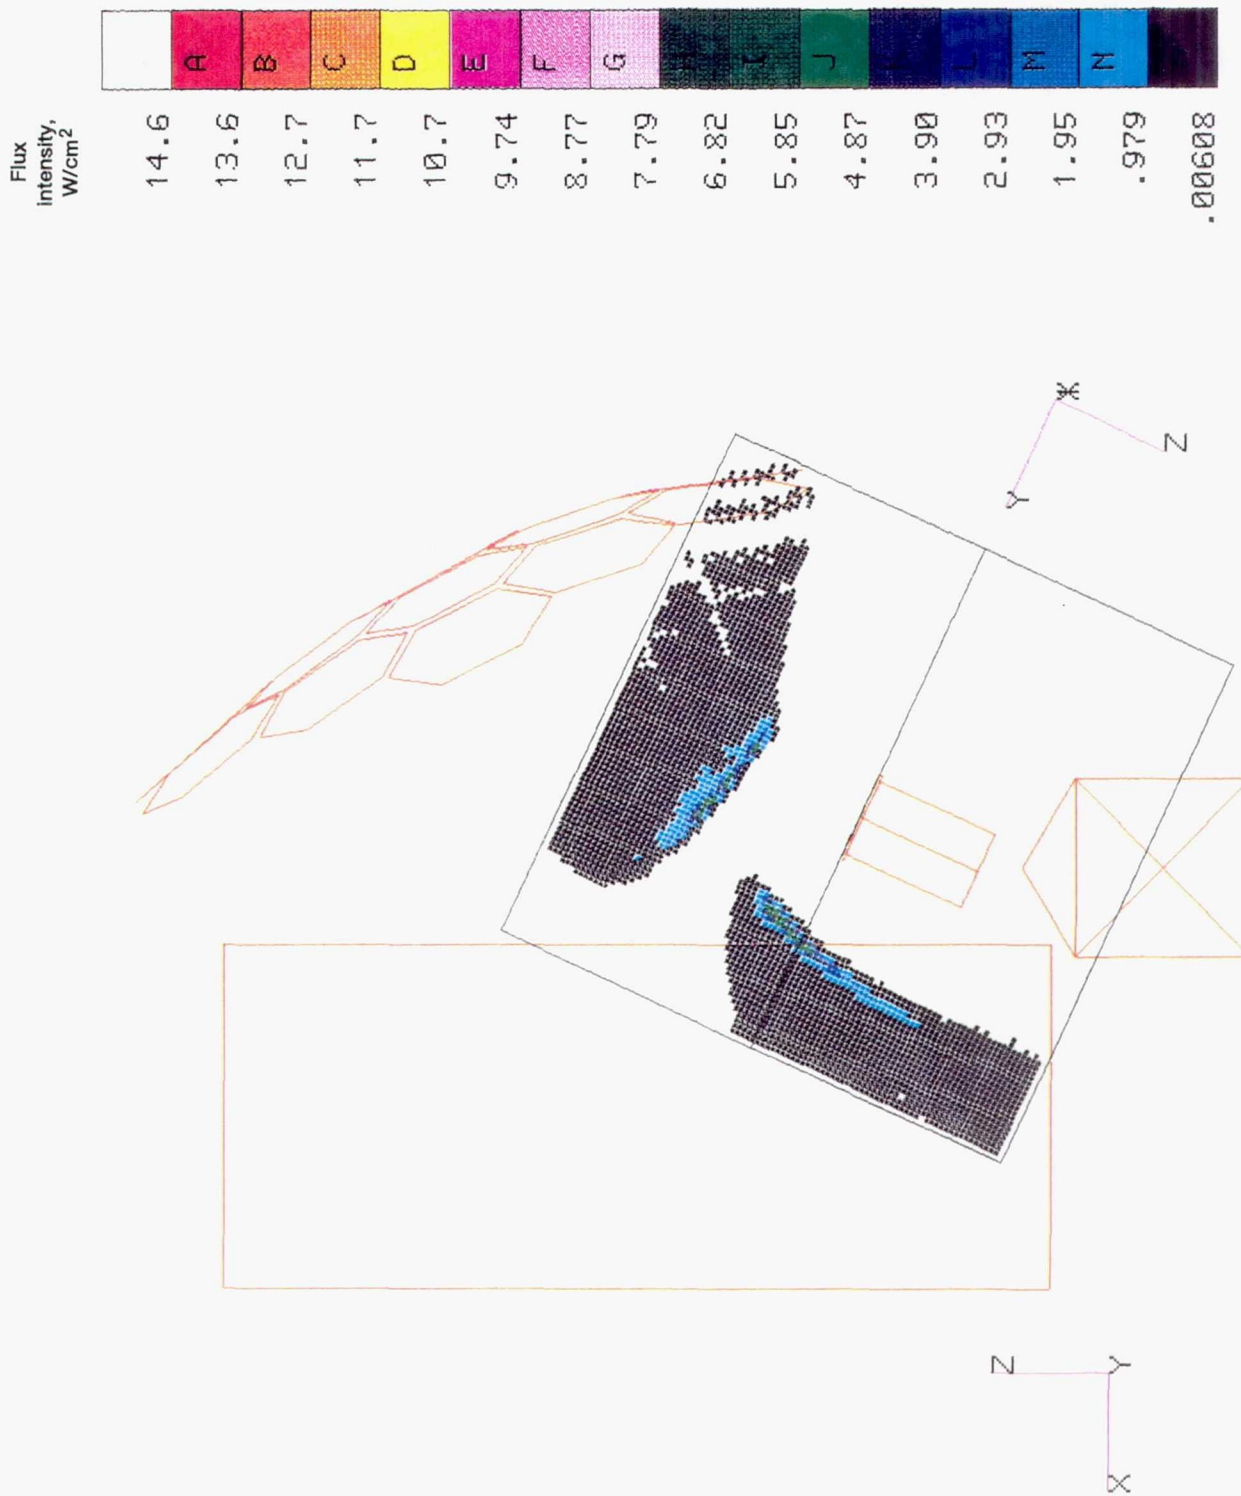 Flux
intensity,
W/cm2
A
B
C
D
E
F
G
H
I
J
K
L
M
N
14.6
13.6
12.7
11.7
10.7
9.74
8.77
7.79
6.82
5.85
4.87
3.90
2.93
1.95
.979
.00608
X
Y
Z
Z
Y
X